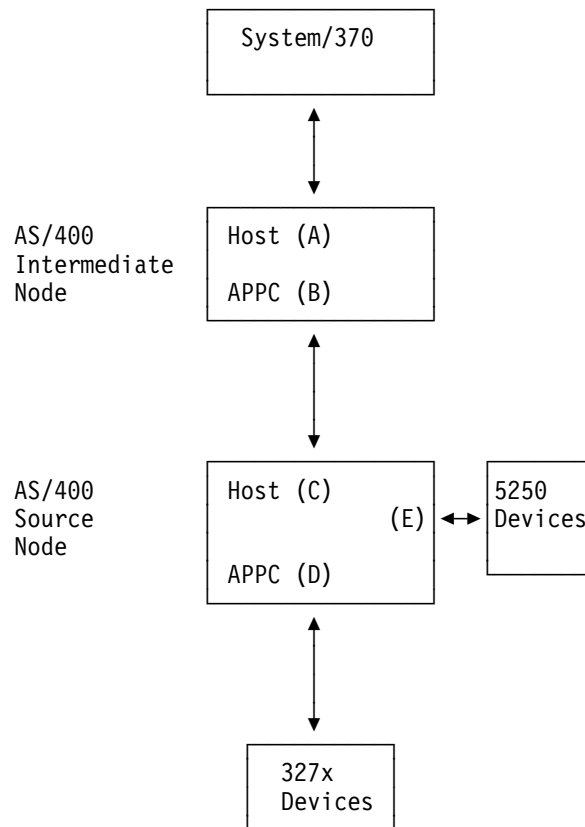 System/370
AS/400
Intermediate
Node
Host (A)
APPC (B)
AS/400
Source
Node
Host (C)
(E)
APPC (D)
5250
Devices
327x
Devices